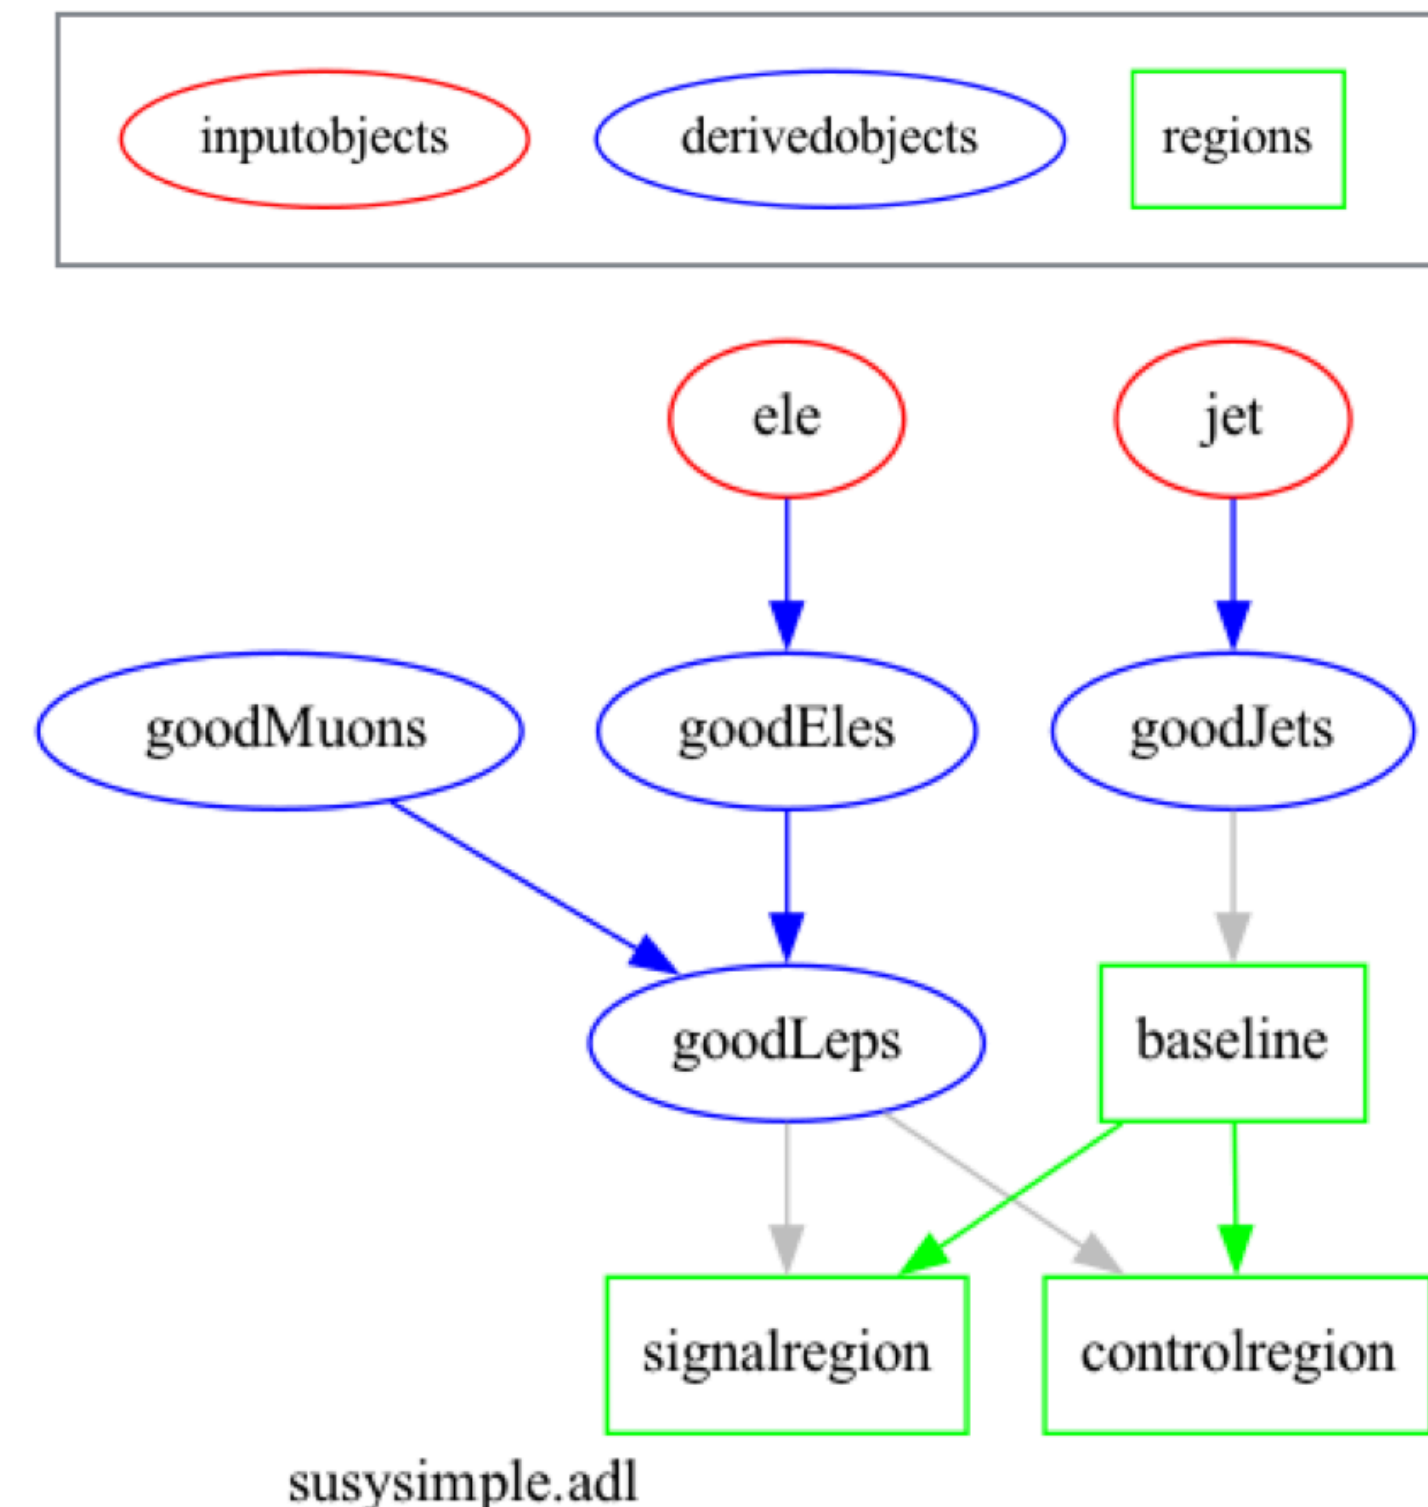 inputobjects derivedobjects regions
ele jet
goodMuons goodEles goodJets
goodLeps baseline
signalregion controlregion
susysimple.adl